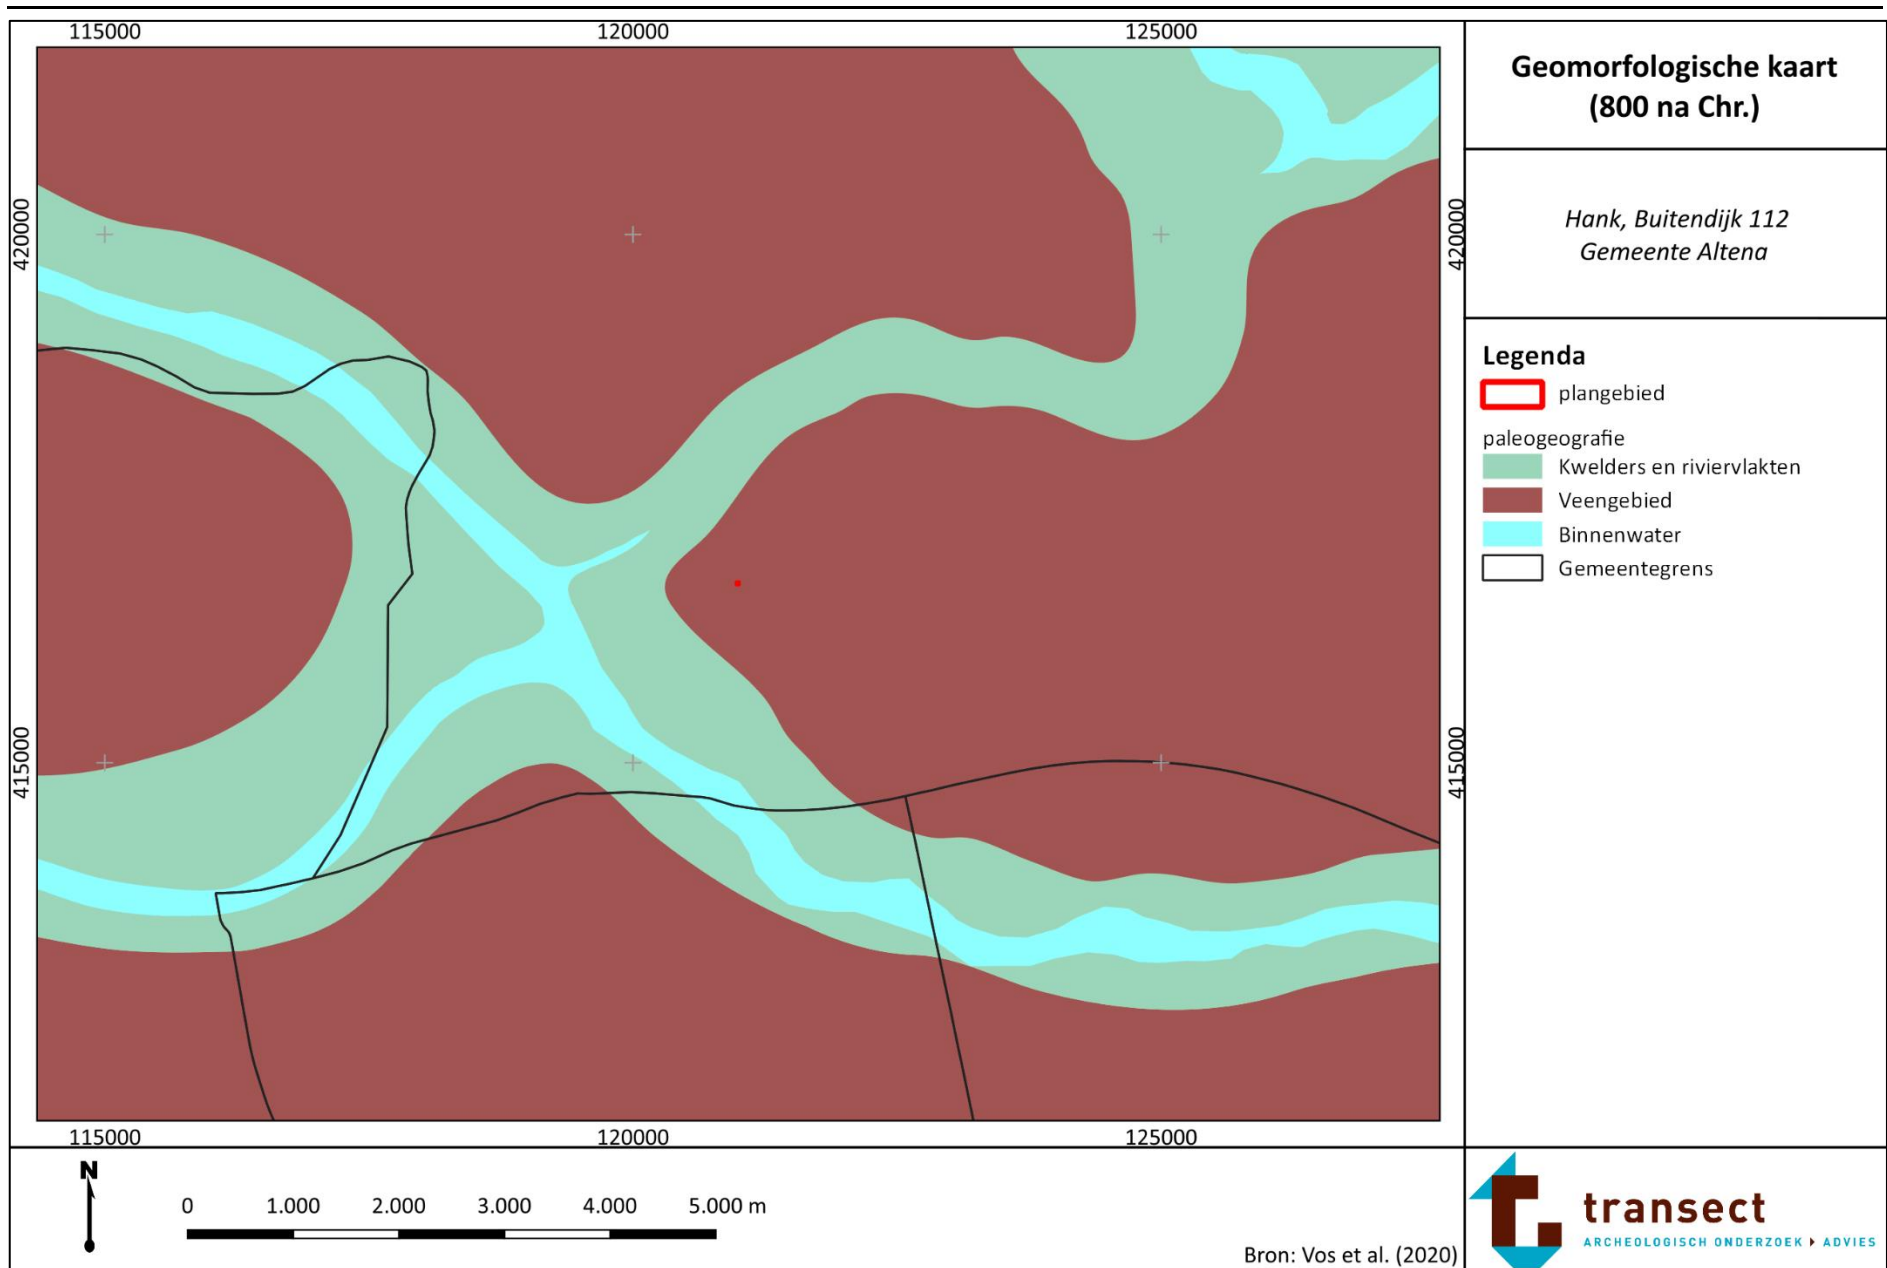 115000
120000
125000
420000
420000
415000
415000
115000
120000
125000
Geomorfologische kaart
(800 na Chr.)
Hank, Buitendijk 112
Gemeente Altena
Legenda
plangebied
paleogeografie
Kwelders en riviervlakten
Veengebied
Binnenwater
Gemeentegrens
N
0 1.000 2.000 3.000 4.000 5.000 m
Bron: Vos et al. (2020)
transect
ARCHEOLOGISCH ONDERZOEK ▸ ADVIES